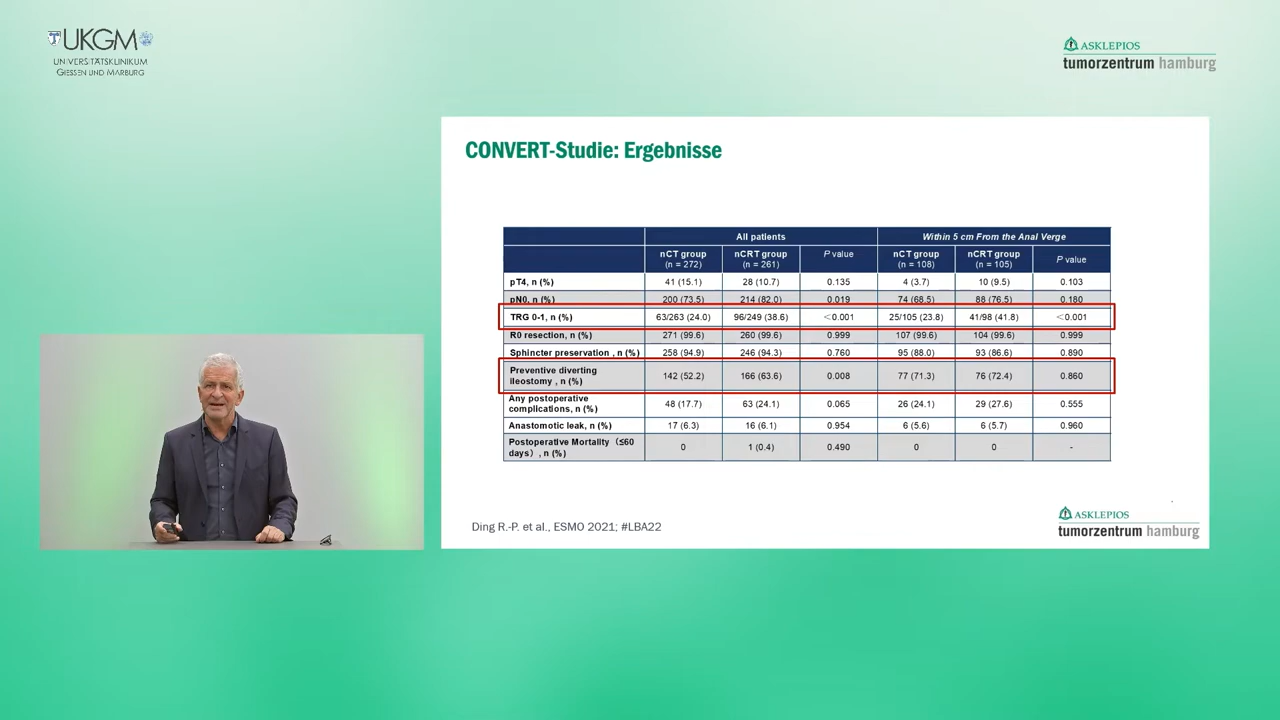 UKGM
UNIVERSITÄTSKLINIKUM
GIESSEN UND MARBURG
ASKLEPIOS
tumorzentrum hamburg
CONVERT-Studie: Ergebnisse
All patients Within 5 cm From the Anal Verge
nCT group (n = 272) nCRT group (n = 261) P value nCT group (n = 108) nCRT group (n = 105) P value
pT4, n (%) 41 (15.1) 28 (10.7) 0.135 4 (3.7) 10 (9.5) 0.103
pN0, n (%) 200 (73.5) 214 (82.0) 0.019 74 (68.5) 88 (76.5) 0.180
TRG 0-1, n (%) 63/263 (24.0) 96/249 (38.6) <0.001 25/105 (23.8) 41/98 (41.8) <0.001
R0 resection, n (%) 271 (99.6) 260 (99.6) 0.999 107 (99.6) 104 (99.6) 0.999
Sphincter preservation , n (%) 258 (94.9) 246 (94.3) 0.760 95 (88.0) 93 (86.6) 0.890
Preventive diverting ileostomy , n (%) 142 (52.2) 166 (63.6) 0.008 77 (71.3) 76 (72.4) 0.860
Any postoperative complications, n (%) 48 (17.7) 63 (24.1) 0.065 26 (24.1) 29 (27.6) 0.555
Anastomotic leak, n (%) 17 (6.3) 16 (6.1) 0.954 6 (5.6) 6 (5.7) 0.960
Postoperative Mortality (≤60 days) , n (%) 0 1 (0.4) 0.490 0 0 -
Ding R.-P. et al., ESMO 2021; #LBA22
ASKLEPIOS
tumorzentrum hamburg